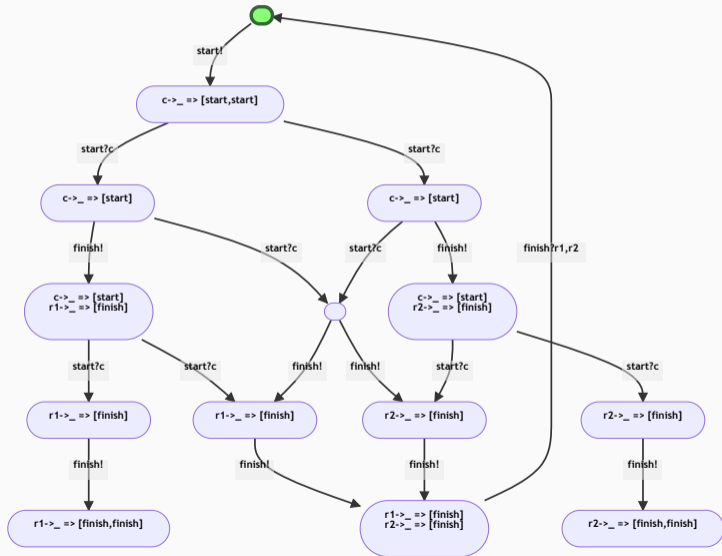 start!
c->_ => [start,start]
start?c
start?c
c->_ => [start]
c->_ => [start]
finish!
start?c
start?c
finish!
finish?r1,r2
c->_ => [start]
r1->_ => [finish]
c->_ => [start]
r2->_ => [finish]
start?c
start?c
finish!
finish!
start?c
start?c
r1->_ => [finish]
r1->_ => [finish]
r2->_ => [finish]
r2->_ => [finish]
finish!
finish!
finish!
finish!
r1->_ => [finish,finish]
r1->_ => [finish]
r2->_ => [finish]
r2->_ => [finish,finish]